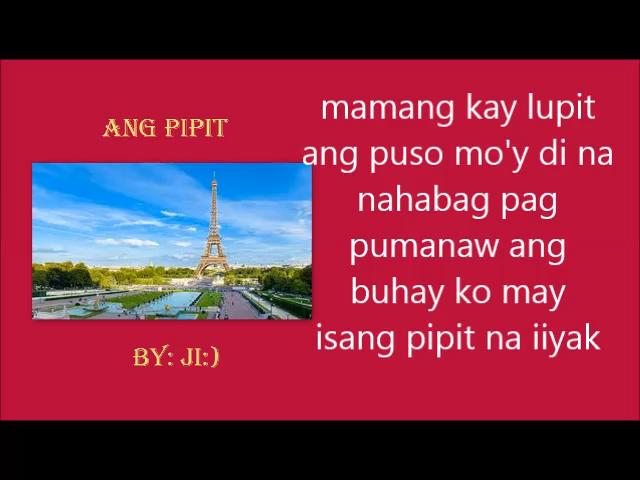 ANG PIPIT
BY: JI:)
mamang kay lupit
ang puso mo'y di na
nahabag pag
pumanaw ang
buhay ko may
isang pipit na iiyak